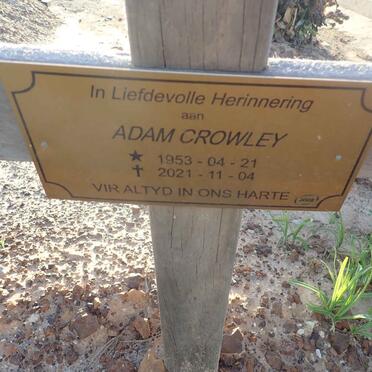 In Liefdevolle Herinnering
aan
ADAM CROWLEY
★ 1953 - 04 - 21
✝ 2021 - 11 - 04
VIR ALTYD IN ONS HARTE